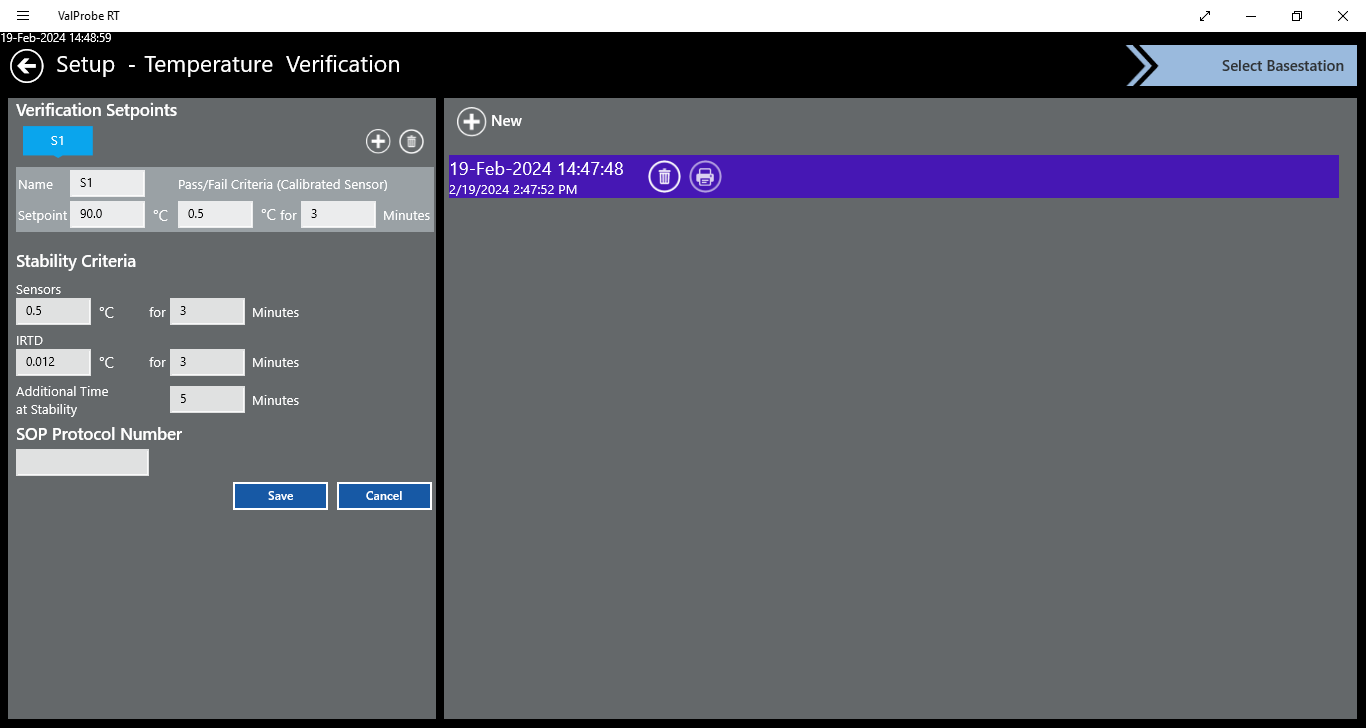 ValProbe RT
19-Feb-2024 14:48:59
Setup - Temperature Verification
Select Basestation
Verification Setpoints
S1
Name S1 Pass/Fail Criteria (Calibrated Sensor)
Setpoint 90.0 °C 0.5 °C for 3 Minutes
Stability Criteria
Sensors
0.5 °C for 3 Minutes
IRTD
0.012 °C for 3 Minutes
Additional Time
at Stability 5 Minutes
SOP Protocol Number
Save Cancel
New
19-Feb-2024 14:47:48
2/19/2024 2:47:52 PM